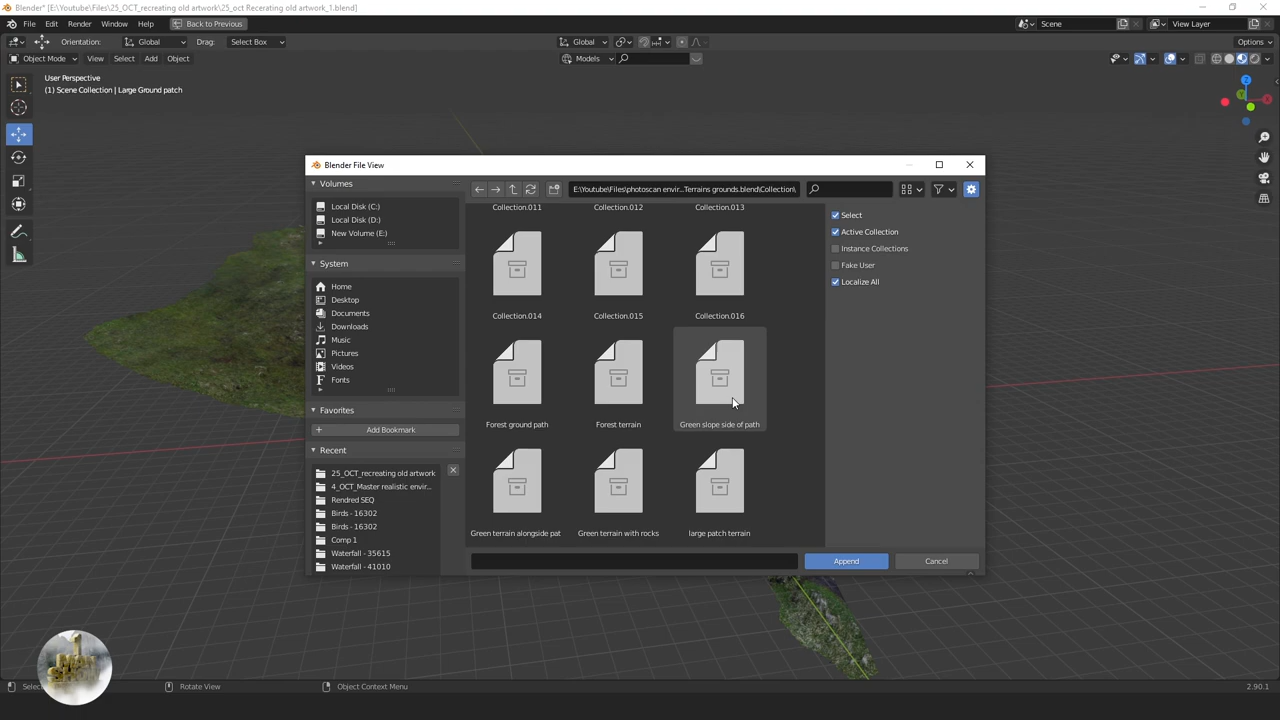 Blender* [E:\Youtube\Files\25_OCT_recreating old artwork\25_oct Recerating old artwork_1.blend]
File Edit Render Window Help Back to Previous Scene View Layer
Orientation: Global Drag: Select Box Global Options
Object Mode View Select Add Object Models
User Perspective
(1) Scene Collection | Large Ground patch
Z
Y
X
Blender File View
Volumes
Local Disk (C:)
Local Disk (D:)
New Volume (E:)
System
Home
Desktop
Documents
Downloads
Music
Pictures
Videos
Fonts
Favorites
Add Bookmark
Recent
25_OCT_recreating old artwork
4_OCT_Master realistic envir...
Rendred SEQ
Birds - 16302
Birds - 16302
Comp 1
Waterfall - 35615
Waterfall - 41010
E:\Youtube\Files\photoscan envir...Terrains grounds.blend\Collection\
Collection.011 Collection.012 Collection.013
Collection.014 Collection.015 Collection.016
Forest ground path Forest terrain Green slope side of path
Green terrain alongside pat Green terrain with rocks large patch terrain
Select
Active Collection
Instance Collections
Fake User
Localize All
Append Cancel
1
MAN
SHOW
Select Rotate View Object Context Menu 2.90.1